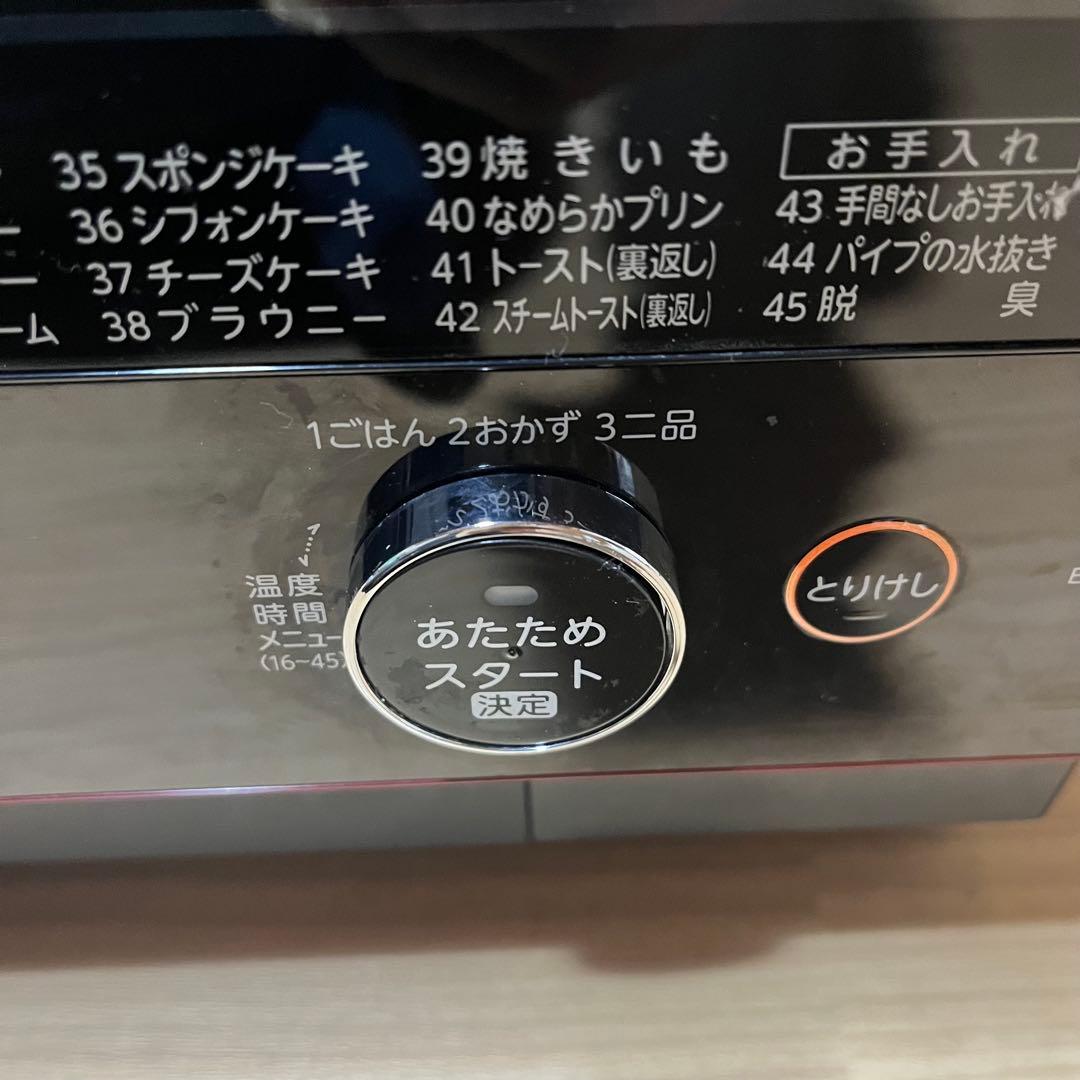 35 スポンジケーキ
36 シフォンケーキ
37 チーズケーキ
ーム 38 ブラウニー
39 焼きいも
40 なめらかプリン
41 トースト(裏返し)
42 スチームトースト(裏返し)
お手入れ
43 手間なしお手入れ
44 パイプの水抜き
45 脱臭
1ごはん 2おかず 3二品
温度
時間
メニュー
(16~45)
あたため
スタート
決定
とりけし